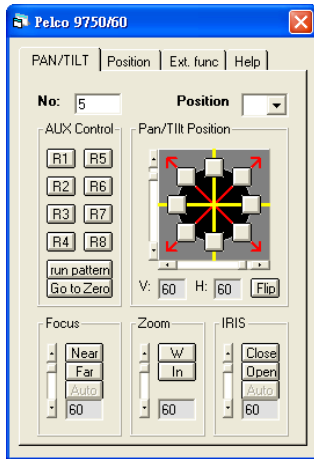 Pelco 9750/60
PAN/TILT Position Ext. func Help
No: 5 Position
AUX Control Pan/Tilt Position
R1 R5
R2 R6
R3 R7
R4 R8
run pattern
Go to Zero V: 60 H: 60 Flip
Focus Zoom IRIS
Near W Close
Far In Open
Auto Auto
60 60 60